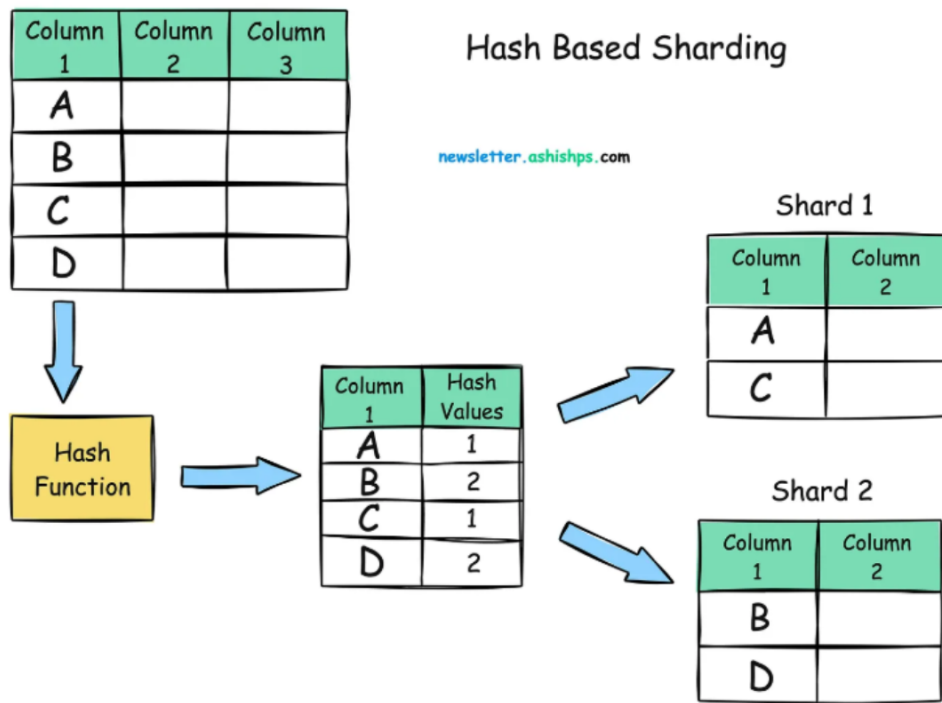 Column Column Column
1 2 3
A
B
C
D
Hash Based Sharding
newsletter.ashishps.com
Hash
Function
Column Hash
1 Values
A 1
B 2
C 1
D 2
Shard 1
Column Column
1 2
A
C
Shard 2
Column Column
1 2
B
D